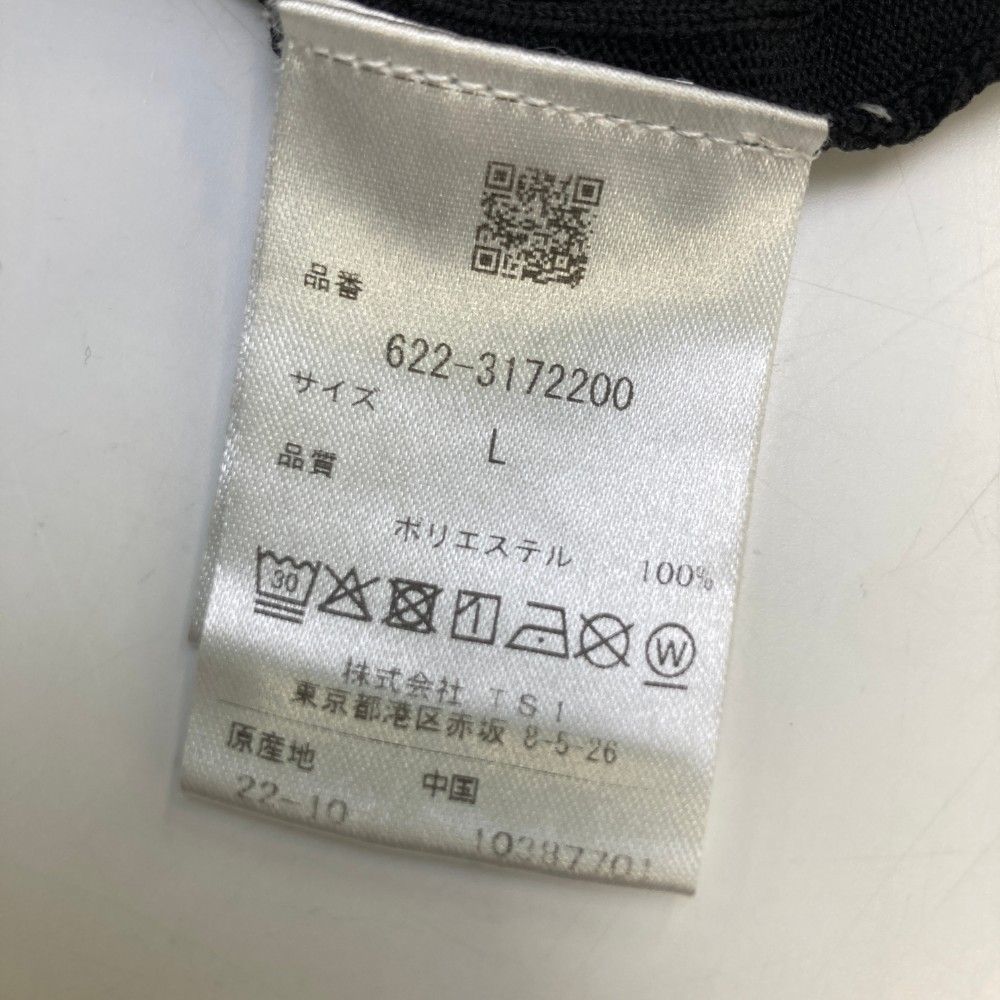 品番
622-3172200
サイズ
L
品質
ポリエステル 100%
30
W
株式会社 TSI
東京都港区赤坂 8-5-26
原産地 中国
22-10 10387701